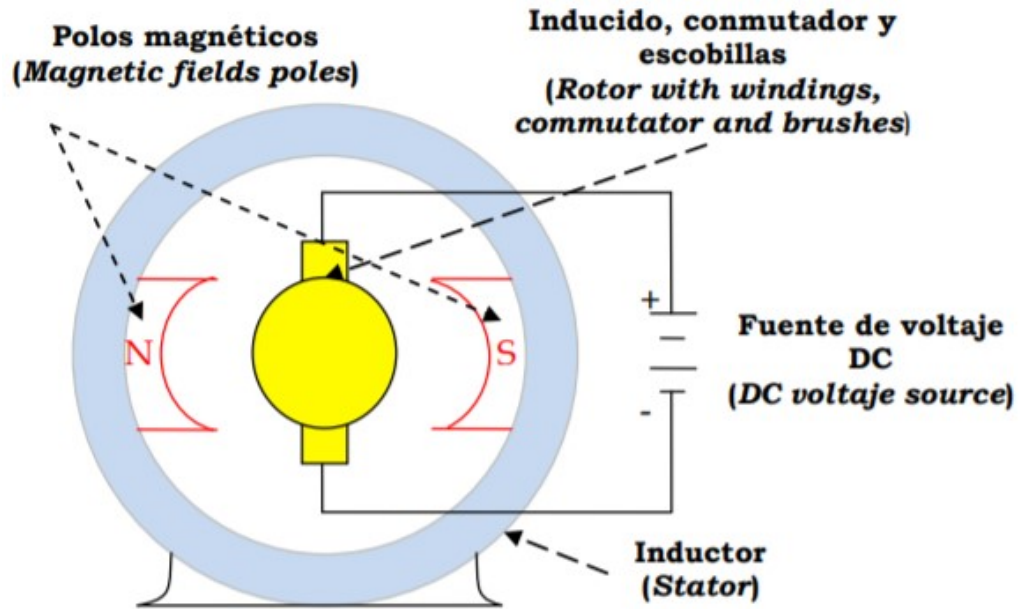 Polos magnéticos
(Magnetic fields poles)
Inducido, conmutador y
escobillas
(Rotor with windings,
commutator and brushes)
N
S
+
-
Fuente de voltaje
DC
(DC voltaje source)
Inductor
(Stator)